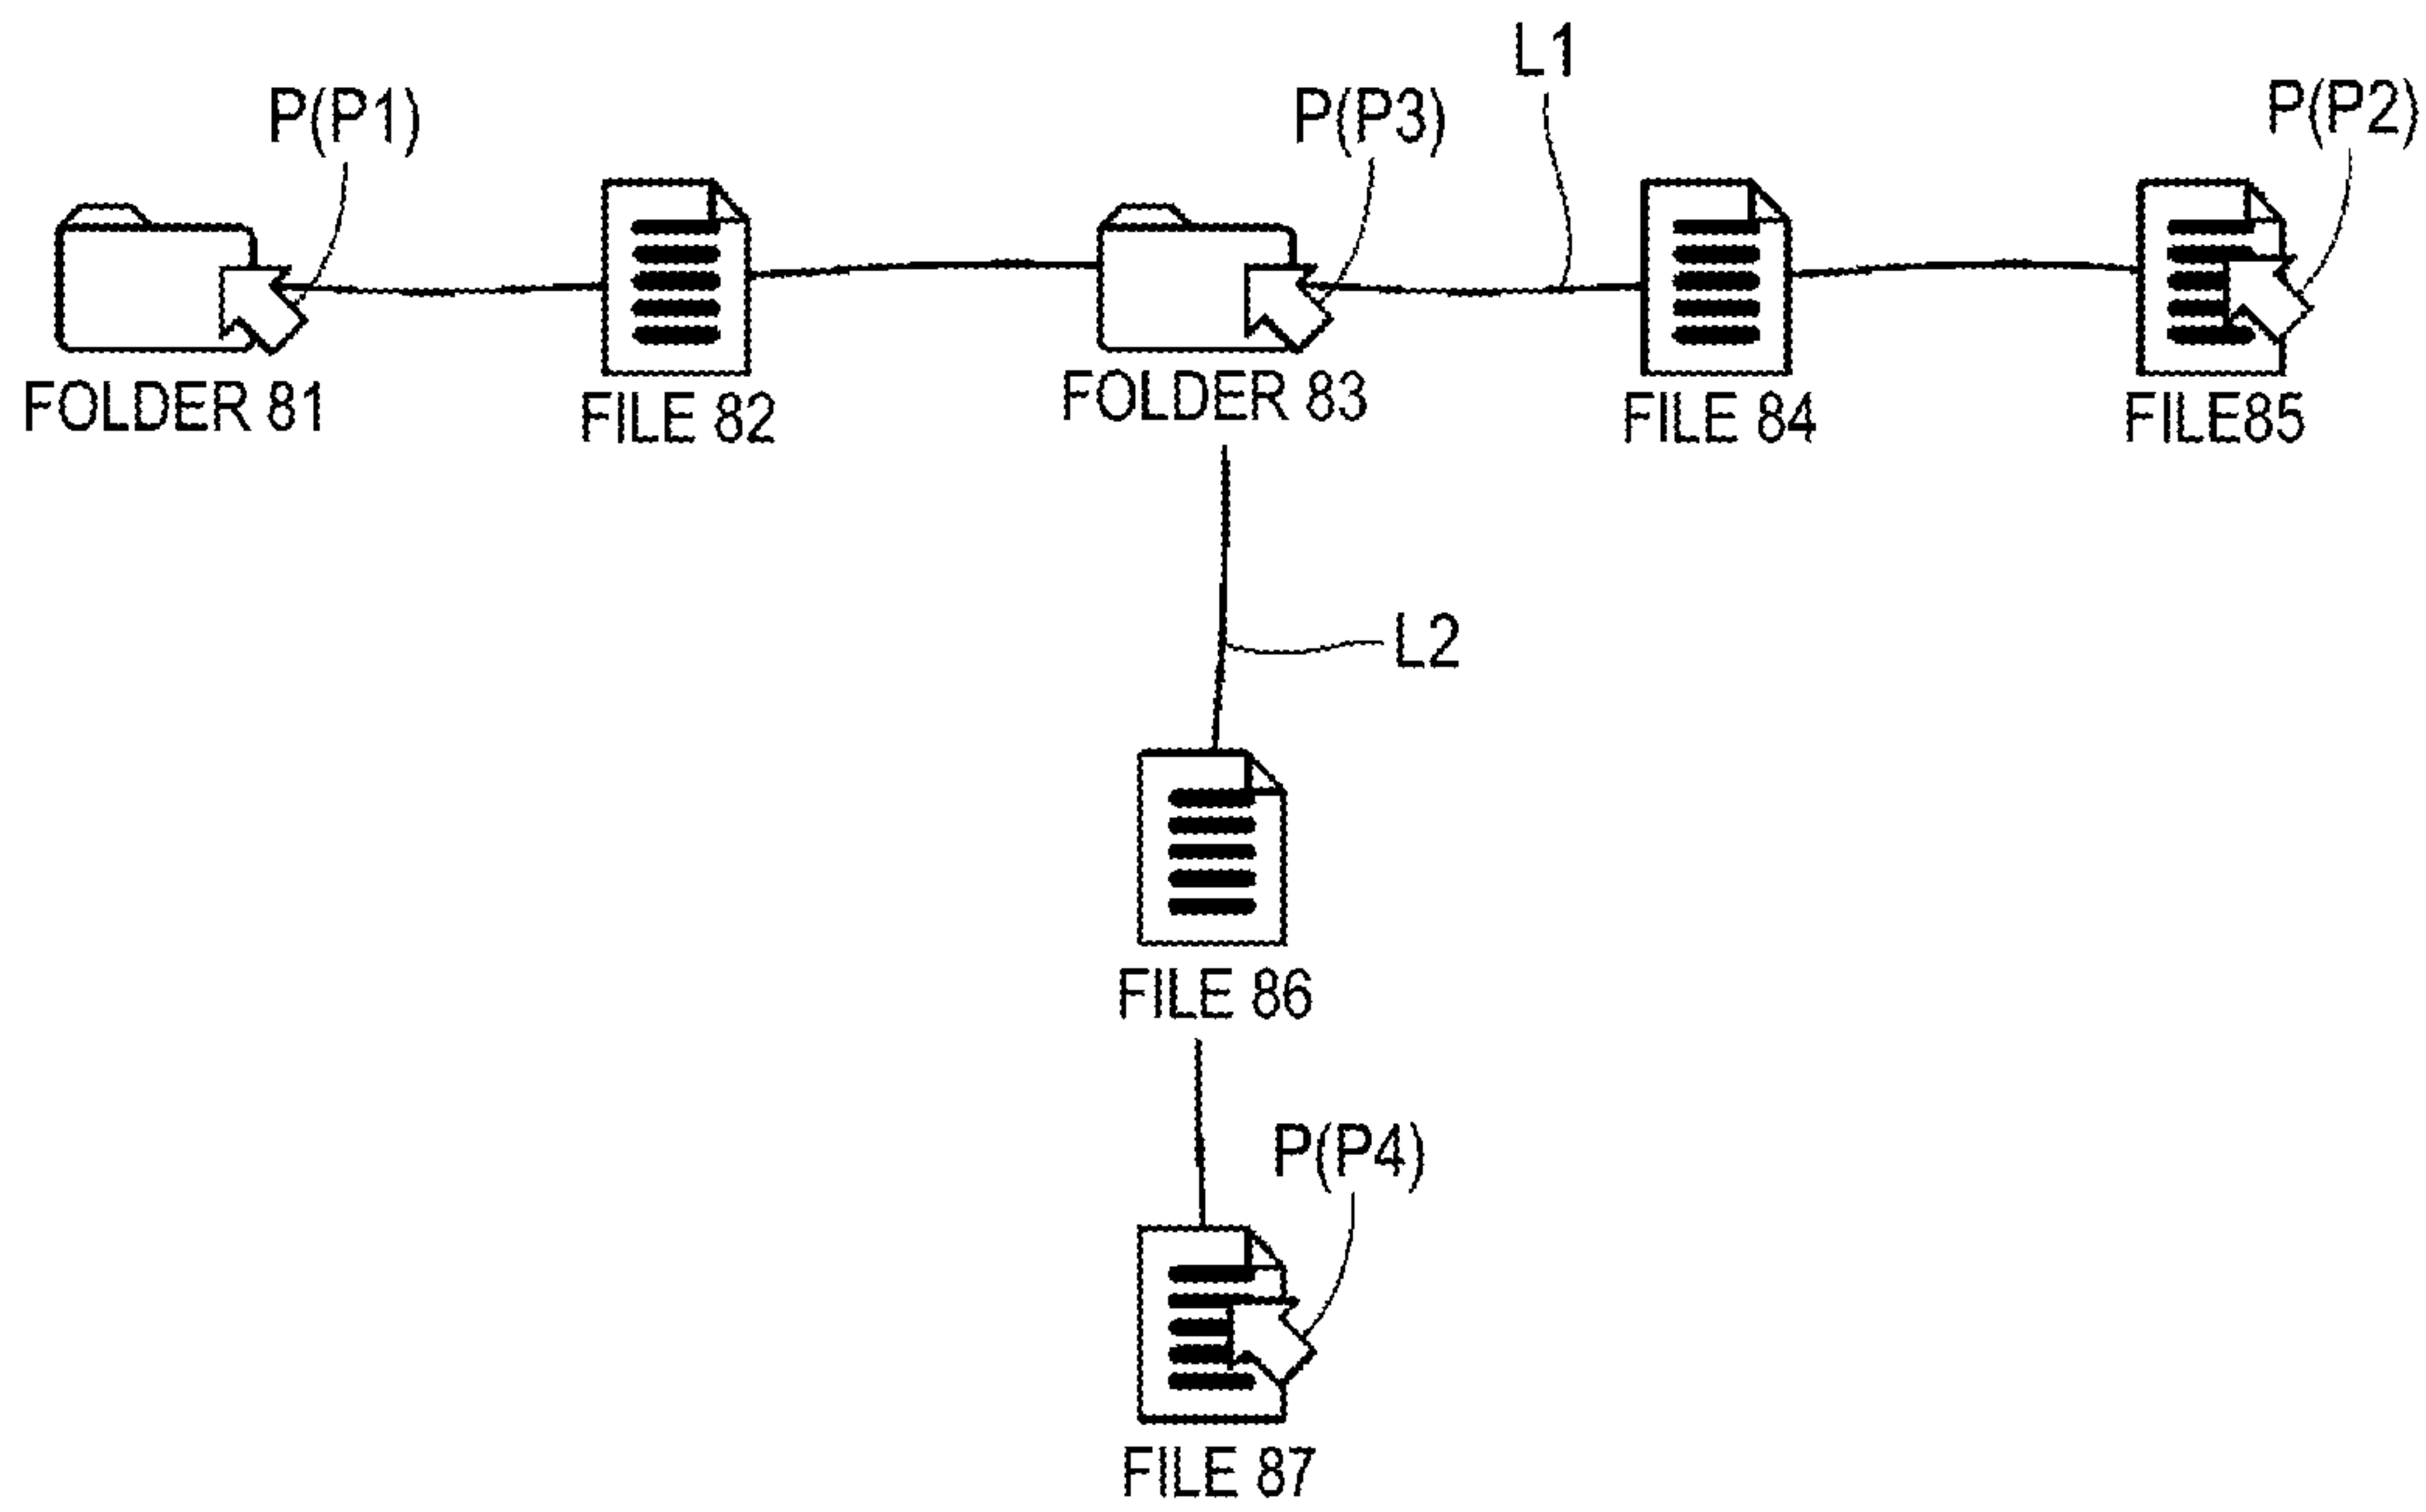 L1
P(P1)
P(P3)
P(P2)
FOLDER 81
FILE 82
FOLDER 83
FILE 84
FILE85
L2
FILE 86
P(P4)
FILE 87